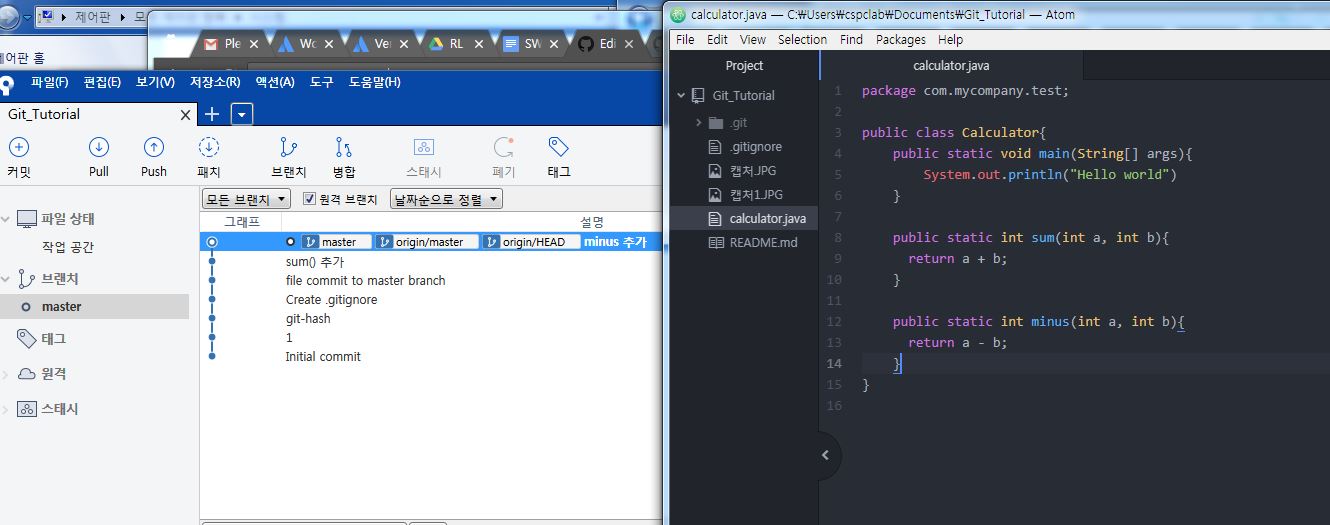 제어판
모
제어판 홈
Ple
Wo
Ver
RL
SW
Edi
파일(F) 편집(E) 보기(V) 저장소(R) 액션(A) 도구 도움말(H)
Git_Tutorial
커밋 Pull Push 패치 브랜치 병합 스태시 폐기 태그
파일 상태
작업 공간
브랜치
master
태그
원격
스태시
모든 브랜치 원격 브랜치 날짜순으로 정렬
그래프 설명
master origin/master origin/HEAD minus 추가
sum() 추가
file commit to master branch
Create .gitignore
git-hash
1
Initial commit
calculator.java — C:₩Users₩cspclab₩Documents₩Git_Tutorial — Atom
File Edit View Selection Find Packages Help
Project
Git_Tutorial
.git
.gitignore
캡처.JPG
캡처1.JPG
calculator.java
README.md
calculator.java
1 package com.mycompany.test;
2
3 public class Calculator{
4 public static void main(String[] args){
5 System.out.println("Hello world")
6 }
7
8 public static int sum(int a, int b){
9 return a + b;
10 }
11
12 public static int minus(int a, int b){
13 return a - b;
14 }
15 }
16